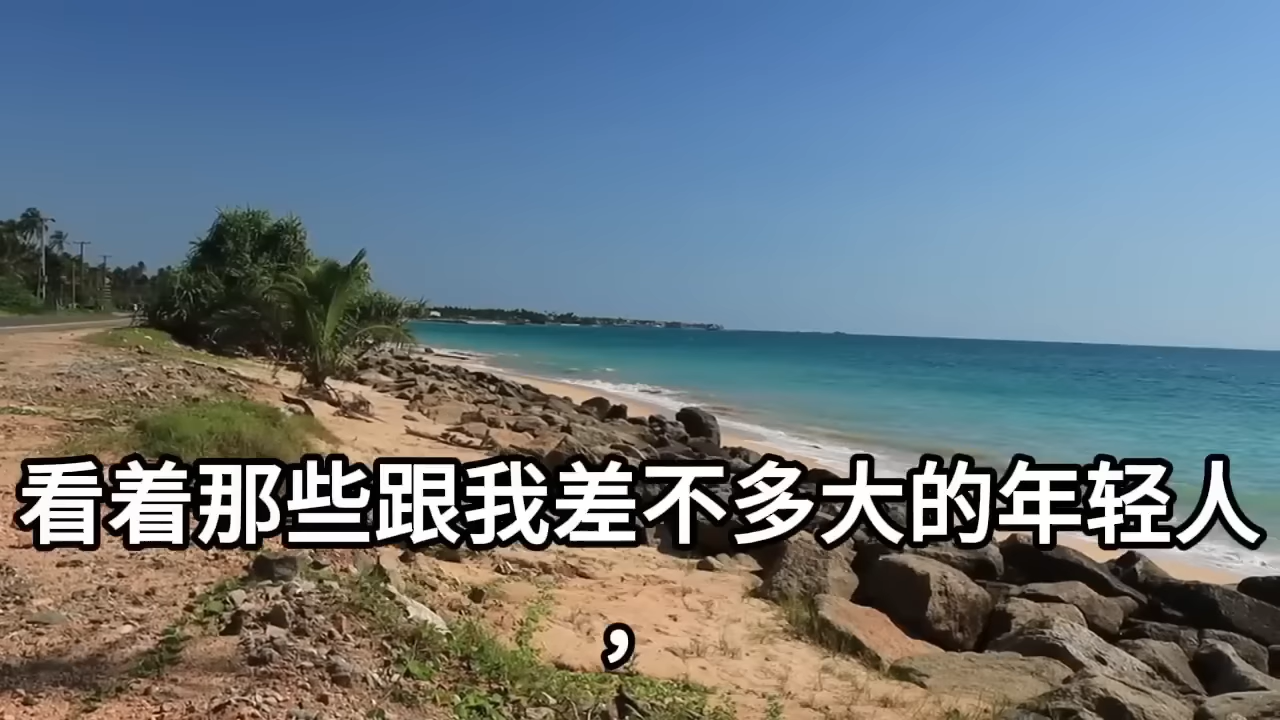 看着那些跟我差不多大的年轻人
，